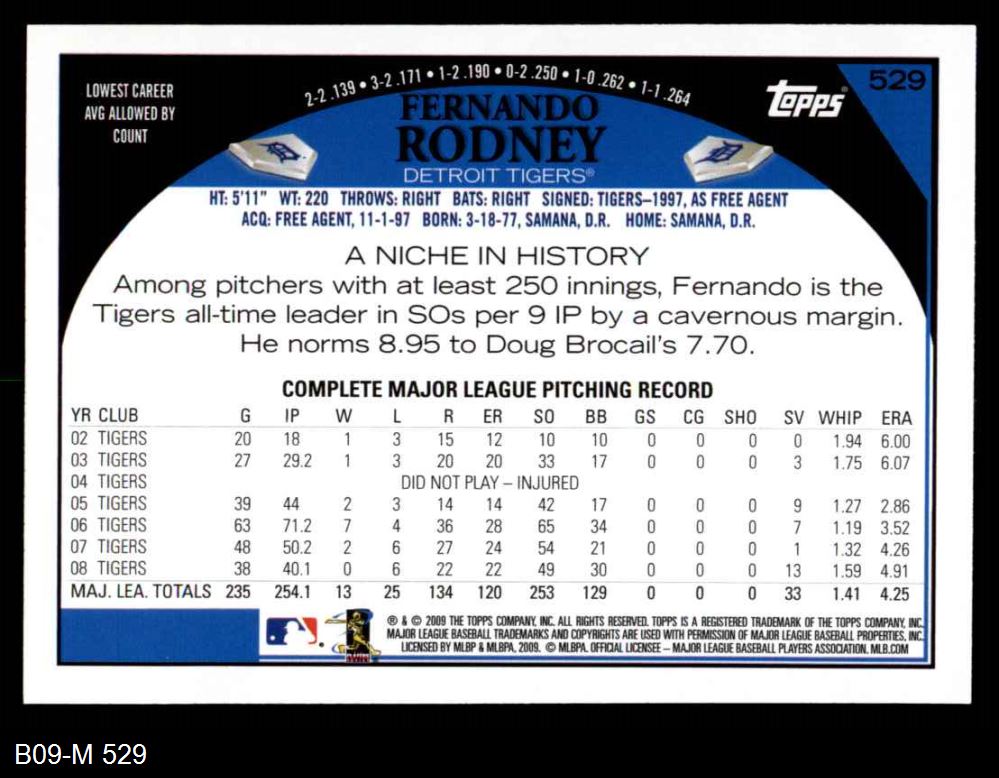 LOWEST CAREER
AVG ALLOWED BY
COUNT
2-2 .139 • 3-2 .171 • 1-2 .190 • 0-2 .250 • 1-0 .262 • 1-1 .264
Topps
529
FERNANDO
RODNEY
DETROIT TIGERS®
HT: 5'11" WT: 220 THROWS: RIGHT BATS: RIGHT SIGNED: TIGERS–1997, AS FREE AGENT
ACQ: FREE AGENT, 11-1-97 BORN: 3-18-77, SAMANA, D.R. HOME: SAMANA, D.R.
A NICHE IN HISTORY
Among pitchers with at least 250 innings, Fernando is the
Tigers all-time leader in SOs per 9 IP by a cavernous margin.
He norms 8.95 to Doug Brocail's 7.70.
COMPLETE MAJOR LEAGUE PITCHING RECORD
YR CLUB G IP W L R ER SO BB GS CG SHO SV WHIP ERA
02 TIGERS 20 18 1 3 15 12 10 10 0 0 0 0 1.94 6.00
03 TIGERS 27 29.2 1 3 20 20 33 17 0 0 0 3 1.75 6.07
04 TIGERS DID NOT PLAY – INJURED
05 TIGERS 39 44 2 3 14 14 42 17 0 0 0 9 1.27 2.86
06 TIGERS 63 71.2 7 4 36 28 65 34 0 0 0 7 1.19 3.52
07 TIGERS 48 50.2 2 6 27 24 54 21 0 0 0 1 1.32 4.26
08 TIGERS 38 40.1 0 6 22 22 49 30 0 0 0 13 1.59 4.91
MAJ. LEA. TOTALS 235 254.1 13 25 134 120 253 129 0 0 0 33 1.41 4.25
® & © 2009 THE TOPPS COMPANY, INC. ALL RIGHTS RESERVED. TOPPS IS A REGISTERED TRADEMARK OF THE TOPPS COMPANY, INC.
MAJOR LEAGUE BASEBALL TRADEMARKS AND COPYRIGHTS ARE USED WITH PERMISSION OF MAJOR LEAGUE BASEBALL PROPERTIES, INC.
LICENSED BY MLBP & MLBPA, 2009. © MLBPA. OFFICIAL LICENSEE – MAJOR LEAGUE BASEBALL PLAYERS ASSOCIATION. MLB.COM
B09-M 529